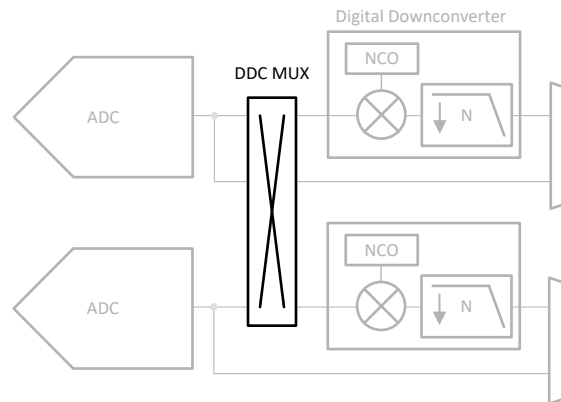 Digital Downconverter
NCO
DDC MUX
ADC
N
NCO
ADC
N